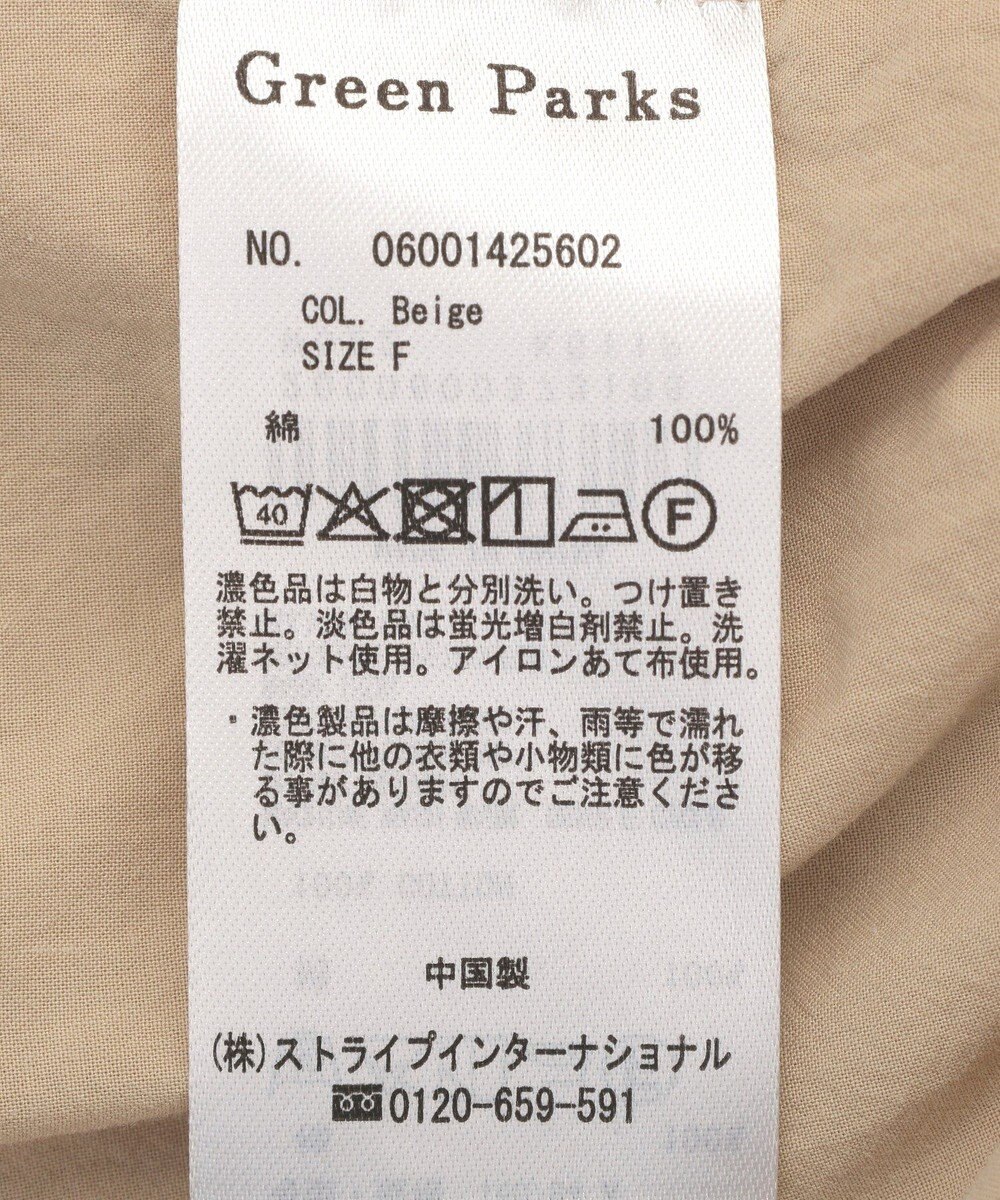 Green Parks
NO. 06001425602
COL. Beige
SIZE F
綿 100%
40 F
濃色品は白物と分別洗い。つけ置き
禁止。淡色品は蛍光増白剤禁止。洗
濯ネット使用。アイロンあて布使用。
・濃色製品は摩擦や汗、雨等で濡れ
た際に他の衣類や小物類に色が移
る事がありますのでご注意くださ
い。
中国製
(株)ストライプインターナショナル
0120-659-591